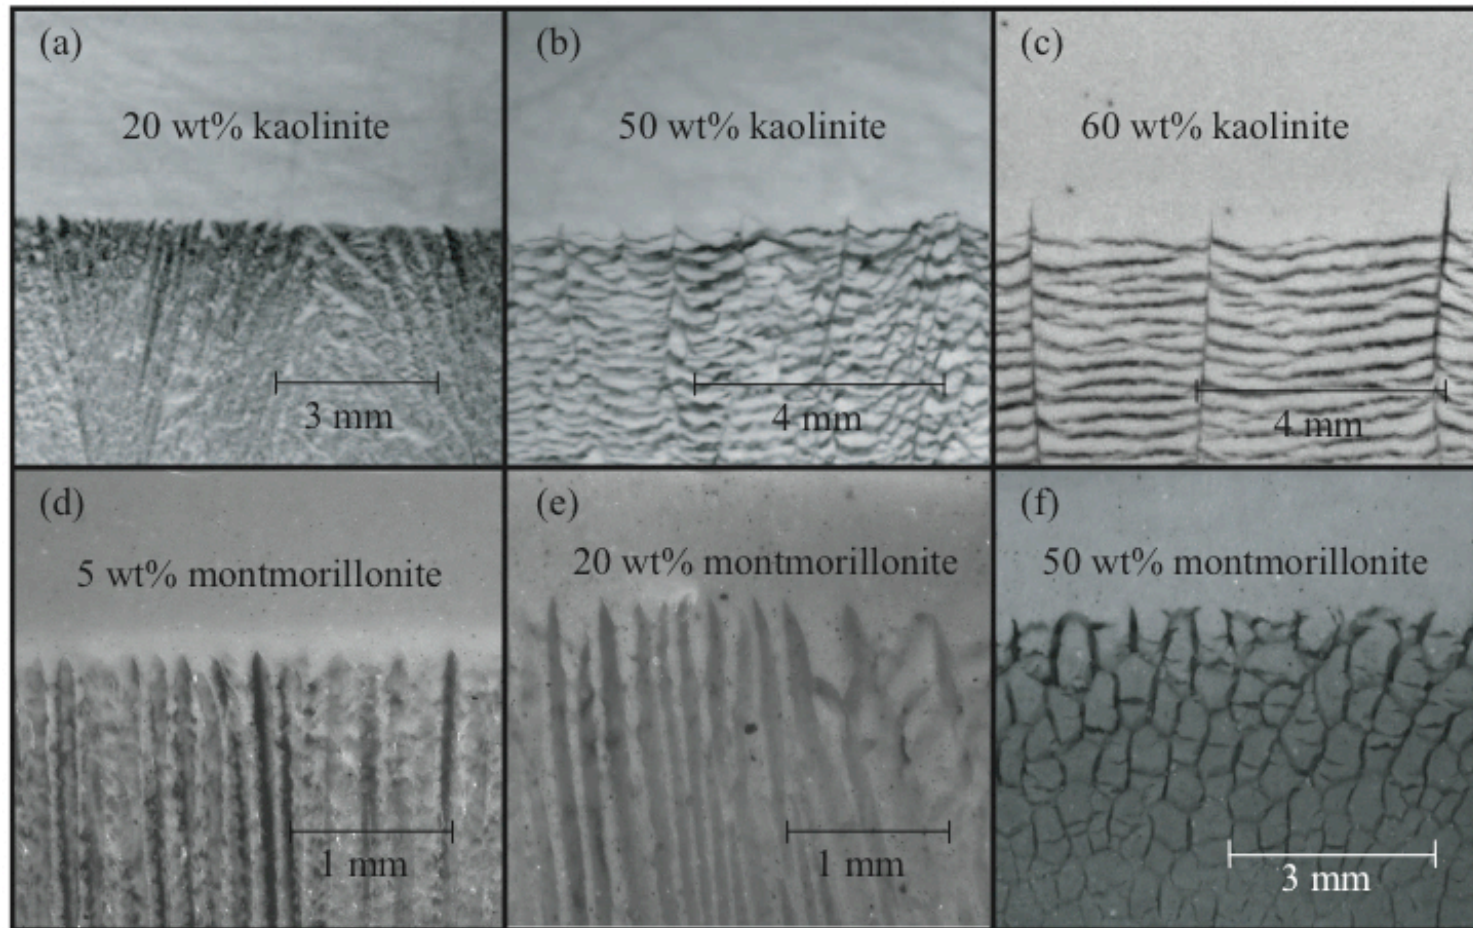 (a)
20 wt% kaolinite
3 mm
(b)
50 wt% kaolinite
4 mm
(c)
60 wt% kaolinite
4 mm
(d)
5 wt% montmorillonite
1 mm
(e)
20 wt% montmorillonite
1 mm
(f)
50 wt% montmorillonite
3 mm